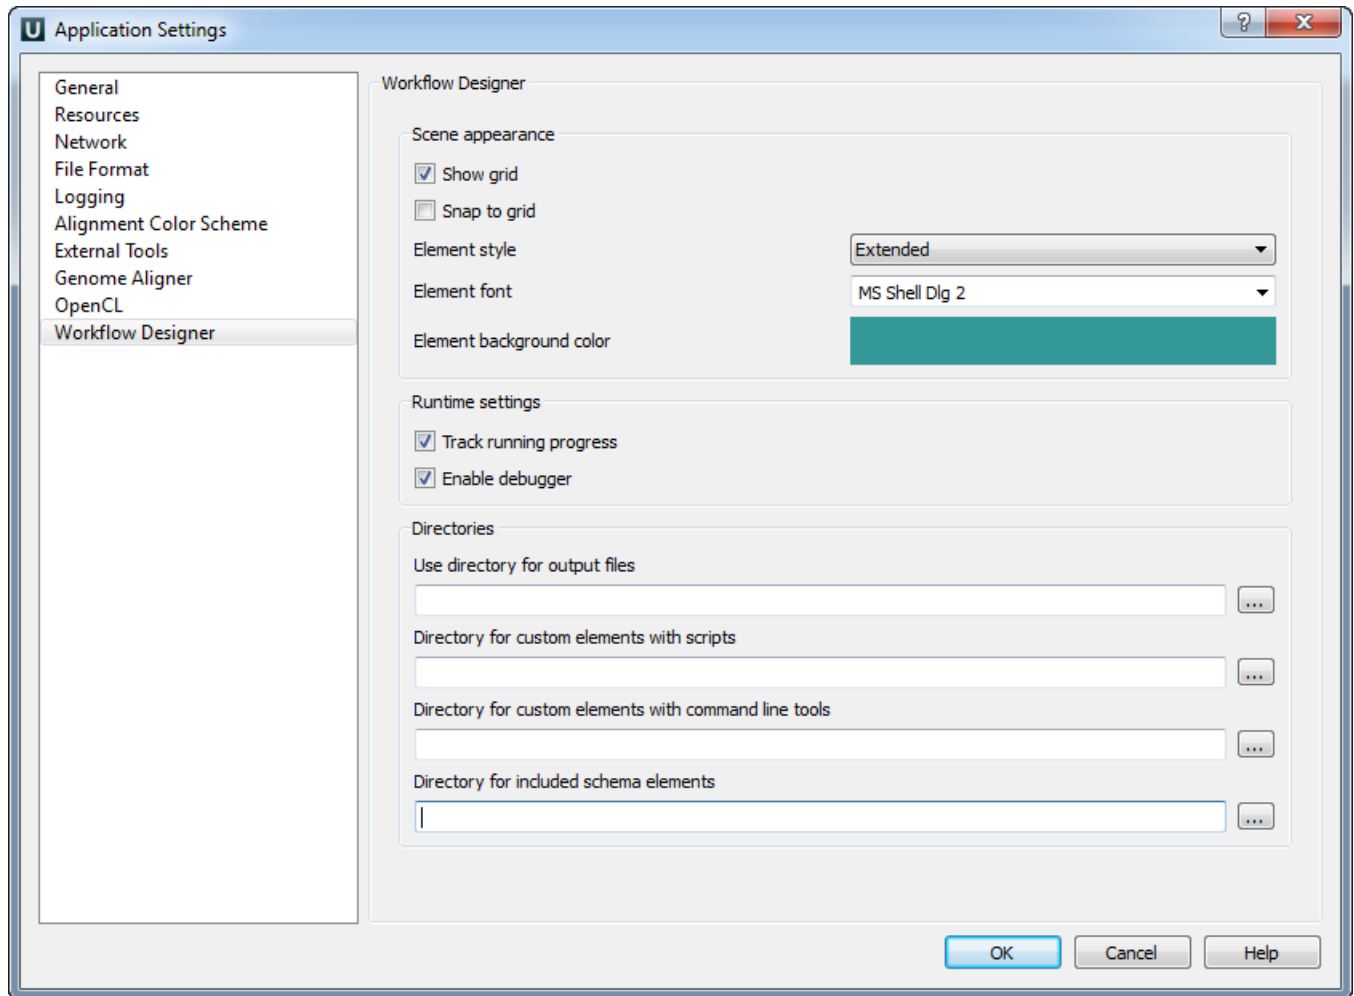 U Application Settings ?
General
Resources
Network
File Format
Logging
Alignment Color Scheme
External Tools
Genome Aligner
OpenCL
Workflow Designer
Workflow Designer
Scene appearance
Show grid
Snap to grid
Element style Extended
Element font MS Shell Dlg 2
Element background color
Runtime settings
Track running progress
Enable debugger
Directories
Use directory for output files
...
Directory for custom elements with scripts
...
Directory for custom elements with command line tools
...
Directory for included schema elements
...
OK Cancel Help